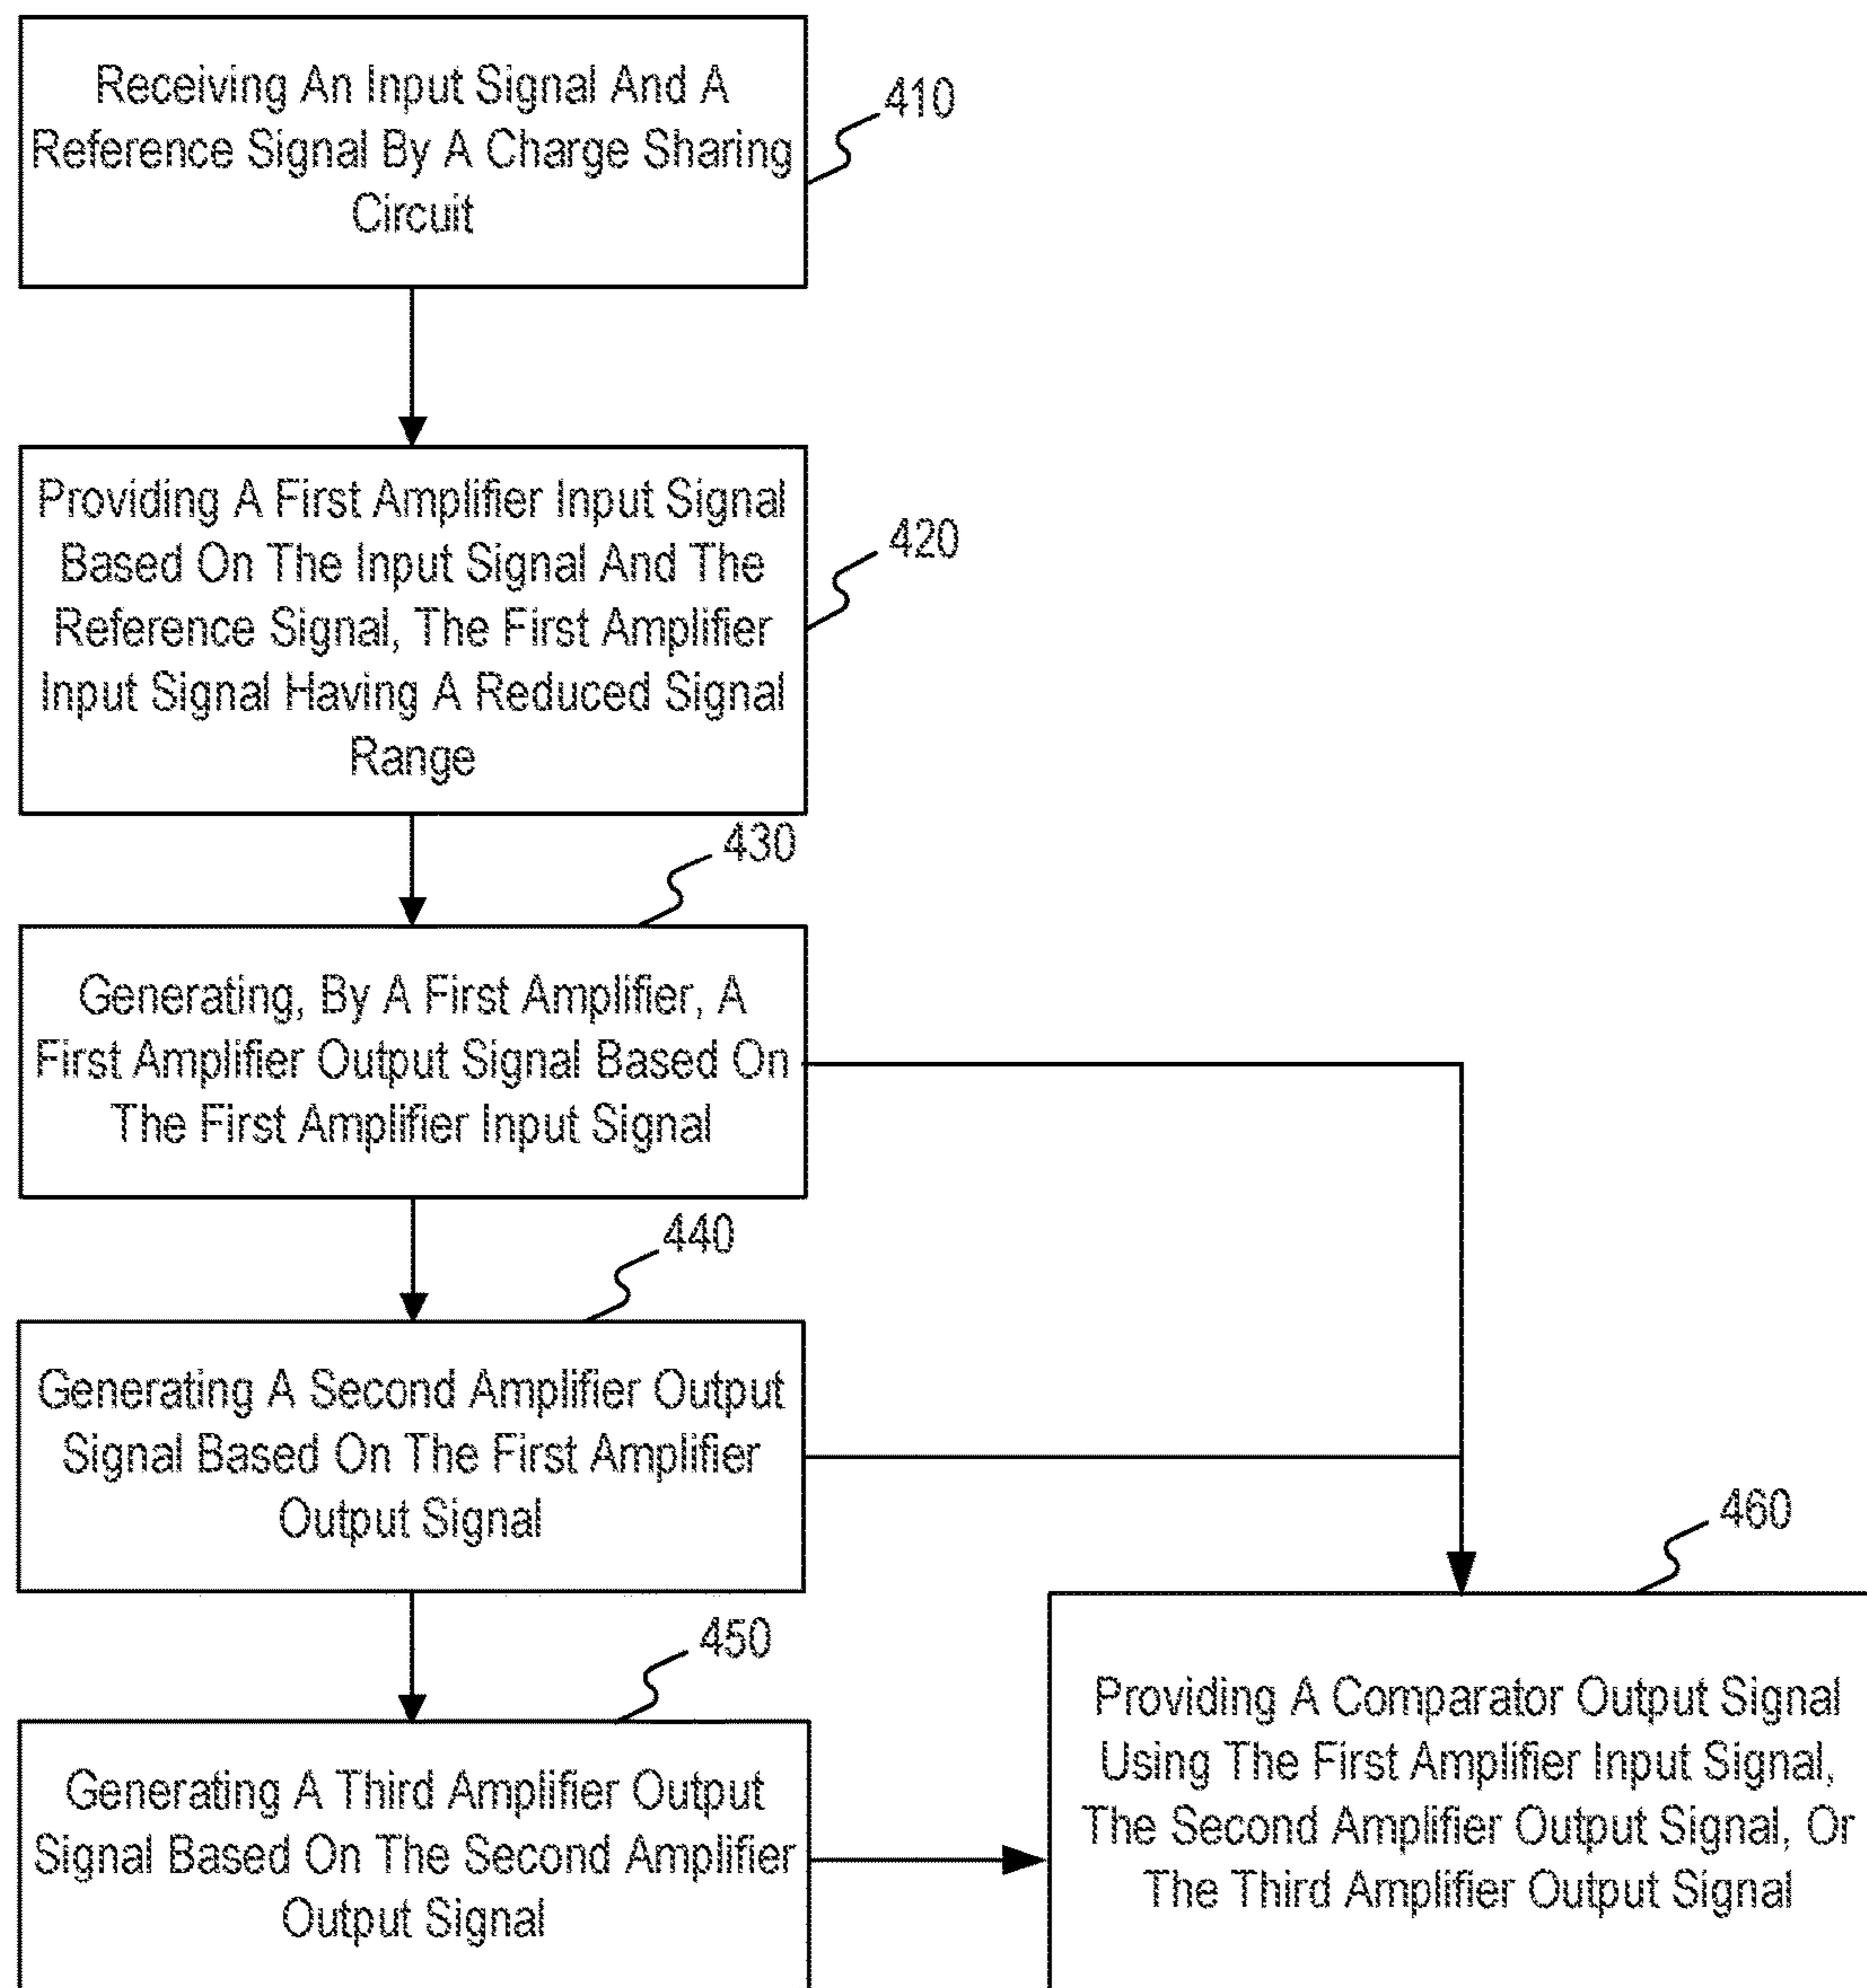 Receiving An Input Signal And A
Reference Signal By A Charge Sharing
Circuit
410
Providing A First Amplifier Input Signal
Based On The Input Signal And The
Reference Signal, The First Amplifier
Input Signal Having A Reduced Signal
Range
420
430
Generating, By A First Amplifier, A
First Amplifier Output Signal Based On
The First Amplifier Input Signal
440
Generating A Second Amplifier Output
Signal Based On The First Amplifier
Output Signal
450
Generating A Third Amplifier Output
Signal Based On The Second Amplifier
Output Signal
460
Providing A Comparator Output Signal
Using The First Amplifier Input Signal,
The Second Amplifier Output Signal, Or
The Third Amplifier Output Signal